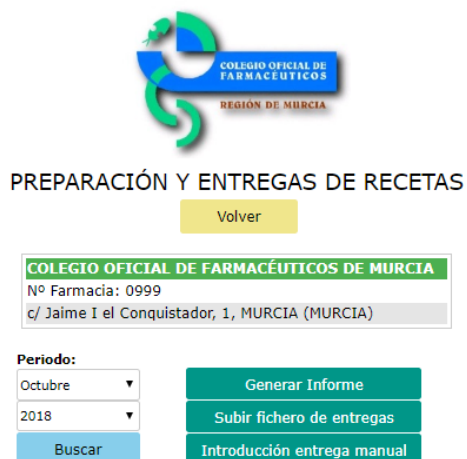 COLEGIO OFICIAL DE
FARMACÉUTICOS
REGIÓN DE MURCIA
PREPARACIÓN Y ENTREGAS DE RECETAS
Volver
COLEGIO OFICIAL DE FARMACÉUTICOS DE MURCIA
Nº Farmacia: 0999
c/ Jaime I el Conquistador, 1, MURCIA (MURCIA)
Periodo:
Octubre
Generar Informe
2018
Subir fichero de entregas
Buscar
Introducción entrega manual